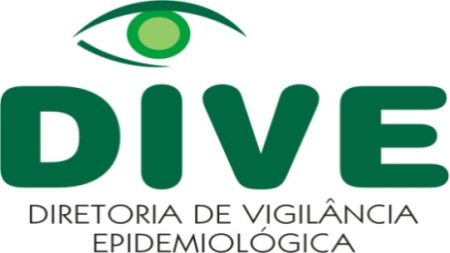 DIVE
DIRETORIA DE VIGILÂNCIA
EPIDEMIOLÓGICA